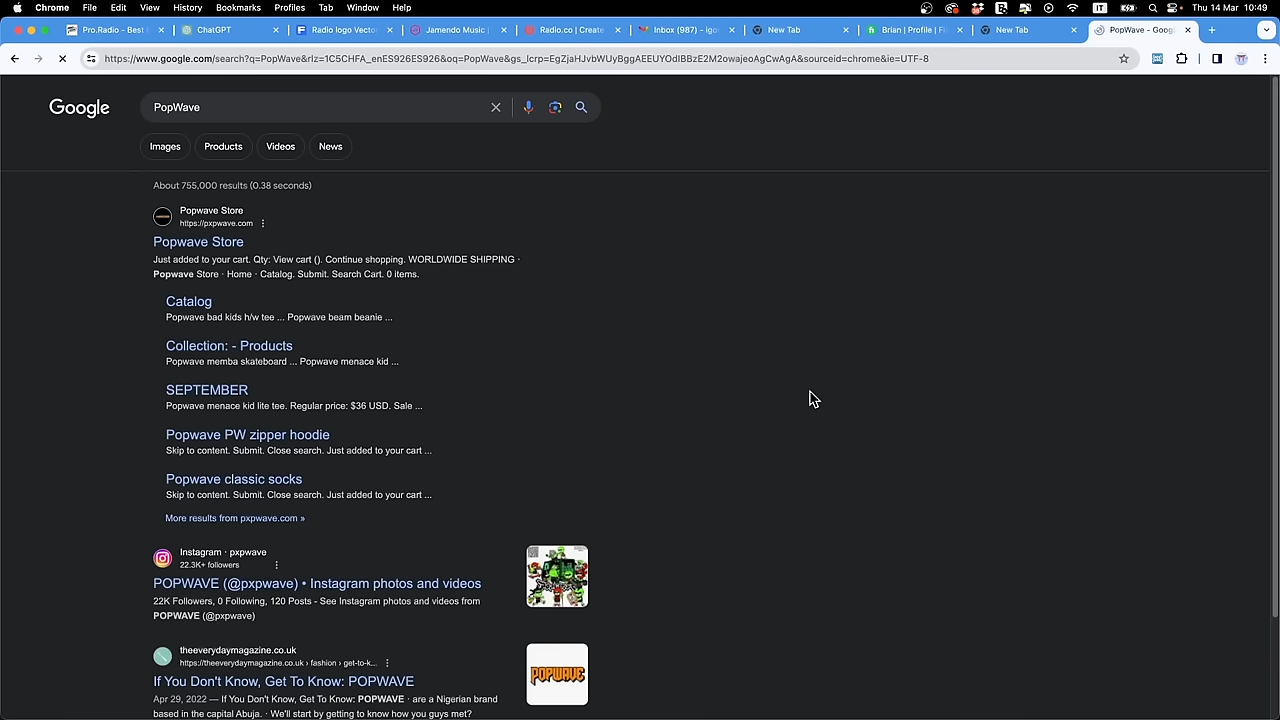 Chrome File Edit View History Bookmarks Profiles Tab Window Help
IT
Thu 14 Mar 10:49
Pro.Radio - Best
ChatGPT
Radio logo Vecto
Jamendo Music |
Radio.co | Create
Inbox (987) – igo
New Tab
Brian | Profile | Fi
New Tab
PopWave - Goog
https://www.google.com/search?q=PopWave&rlz=1C5CHFA_enES926ES926&oq=PopWave&gs_lcrp=EgZjaHJvbWUyBggAEEUYOdIBBzE2M2owajeoAgCwAgA&sourceid=chrome&ie=UTF-8
Google
PopWave
Images
Products
Videos
News
About 755,000 results (0.38 seconds)
Popwave Store
https://pxpwave.com
Popwave Store
Just added to your cart. Qty: View cart (). Continue shopping. WORLDWIDE SHIPPING ·
Popwave Store · Home · Catalog. Submit. Search Cart. 0 items.
Catalog
Popwave bad kids h/w tee ... Popwave beam beanie ...
Collection: - Products
Popwave memba skateboard ... Popwave menace kid ...
SEPTEMBER
Popwave menace kid lite tee. Regular price: $36 USD. Sale ...
Popwave PW zipper hoodie
Skip to content. Submit. Close search. Just added to your cart ...
Popwave classic socks
Skip to content. Submit. Close search. Just added to your cart ...
More results from pxpwave.com »
Instagram · pxpwave
22.3K+ followers
POPWAVE (@pxpwave) • Instagram photos and videos
22K Followers, 0 Following, 120 Posts - See Instagram photos and videos from
POPWAVE (@pxpwave)
theeverydaymagazine.co.uk
https://theeverydaymagazine.co.uk › fashion › get-to-k...
POPWAVE
If You Don't Know, Get To Know: POPWAVE
Apr 29, 2022 — If You Don't Know, Get To Know: POPWAVE · are a Nigerian brand
based in the capital Abuja. · We'll start by getting to know how you guys met?